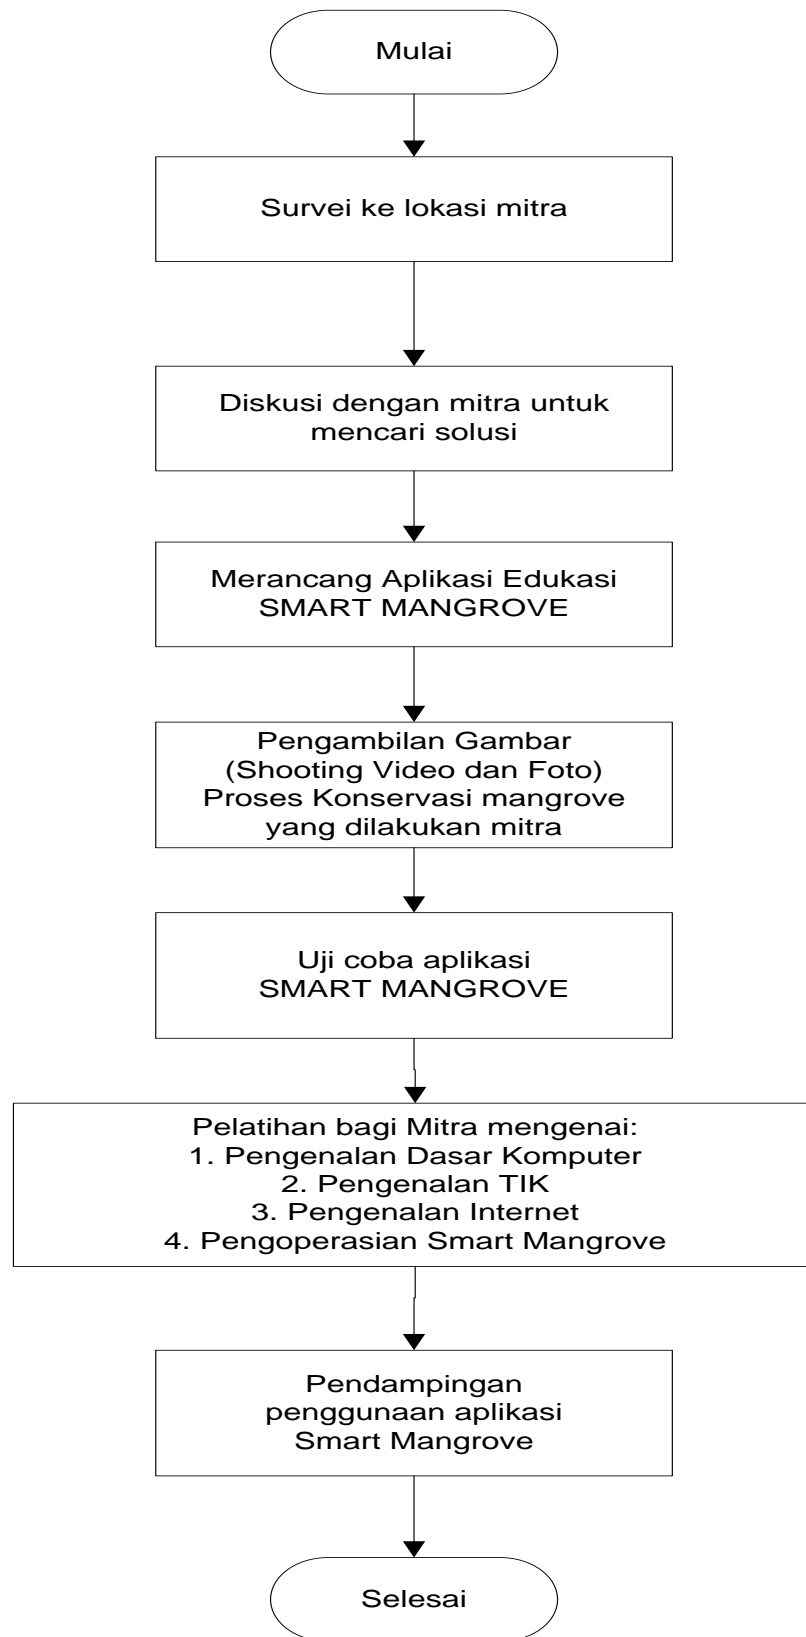 Mulai
Survei ke lokasi mitra
Diskusi dengan mitra untuk
mencari solusi
Merancang Aplikasi Edukasi
SMART MANGROVE
Pengambilan Gambar
(Shooting Video dan Foto)
Proses Konservasi mangrove
yang dilakukan mitra
Uji coba aplikasi
SMART MANGROVE
Pelatihan bagi Mitra mengenai:
1. Pengenalan Dasar Komputer
2. Pengenalan TIK
3. Pengenalan Internet
4. Pengoperasian Smart Mangrove
Pendampingan
penggunaan aplikasi
Smart Mangrove
Selesai